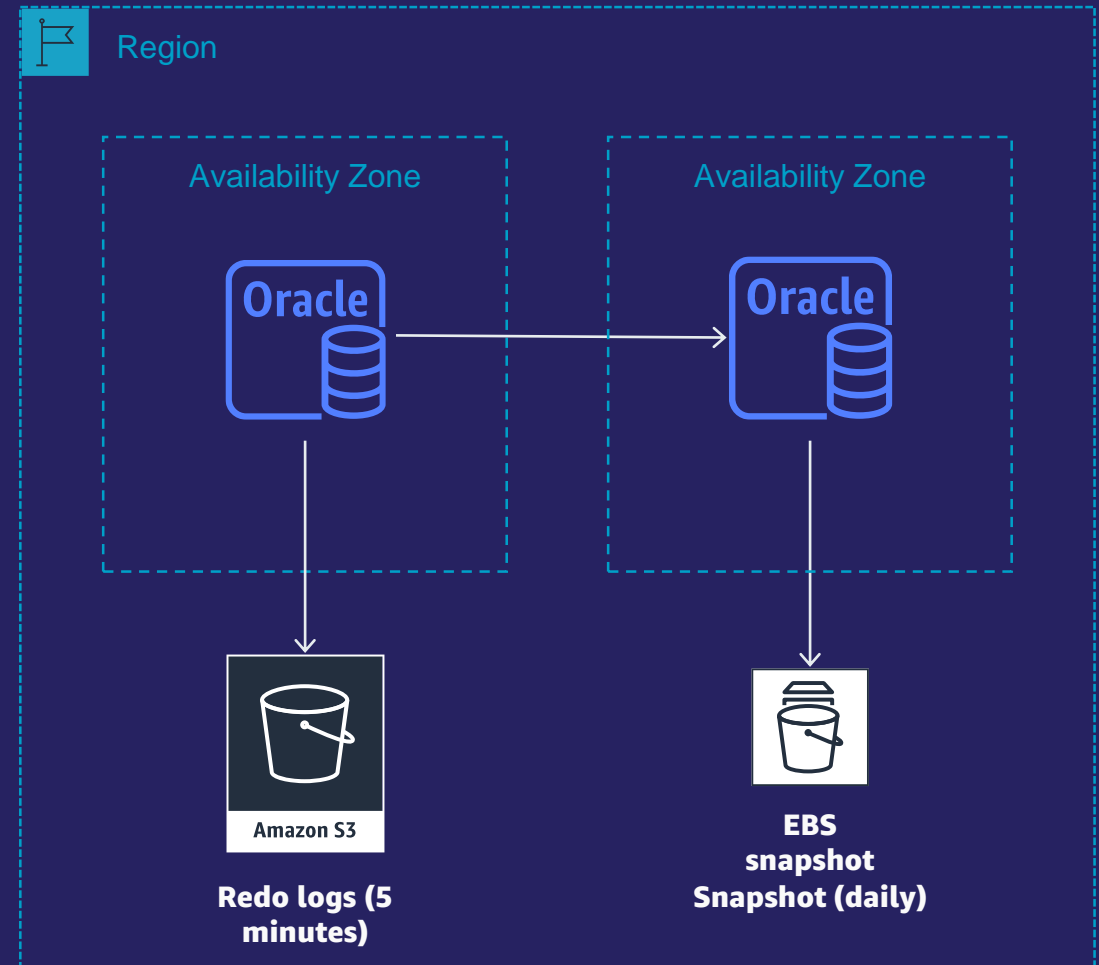 Region
Availability Zone
Availability Zone
Oracle
Oracle
Amazon S3
Redo logs (5
minutes)
EBS
snapshot
Snapshot (daily)